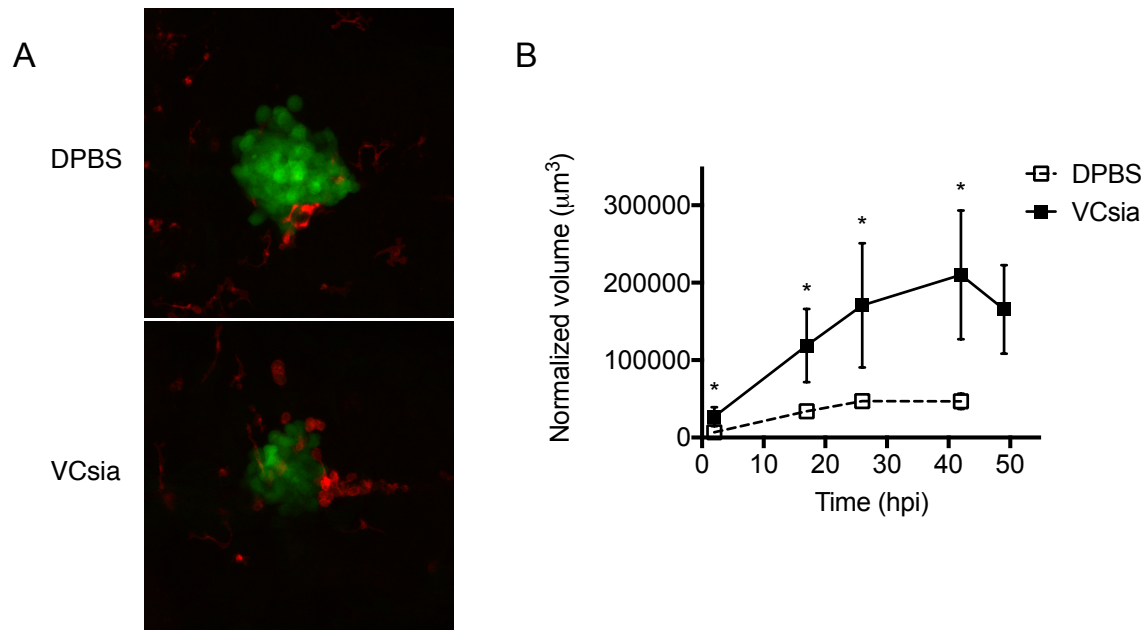 A
DPBS
VCsia
B
Normalized volume (μm³)
300000
200000
100000
0
0 10 20 30 40 50
Time (hpi)
* * * *
DPBS
VCsia